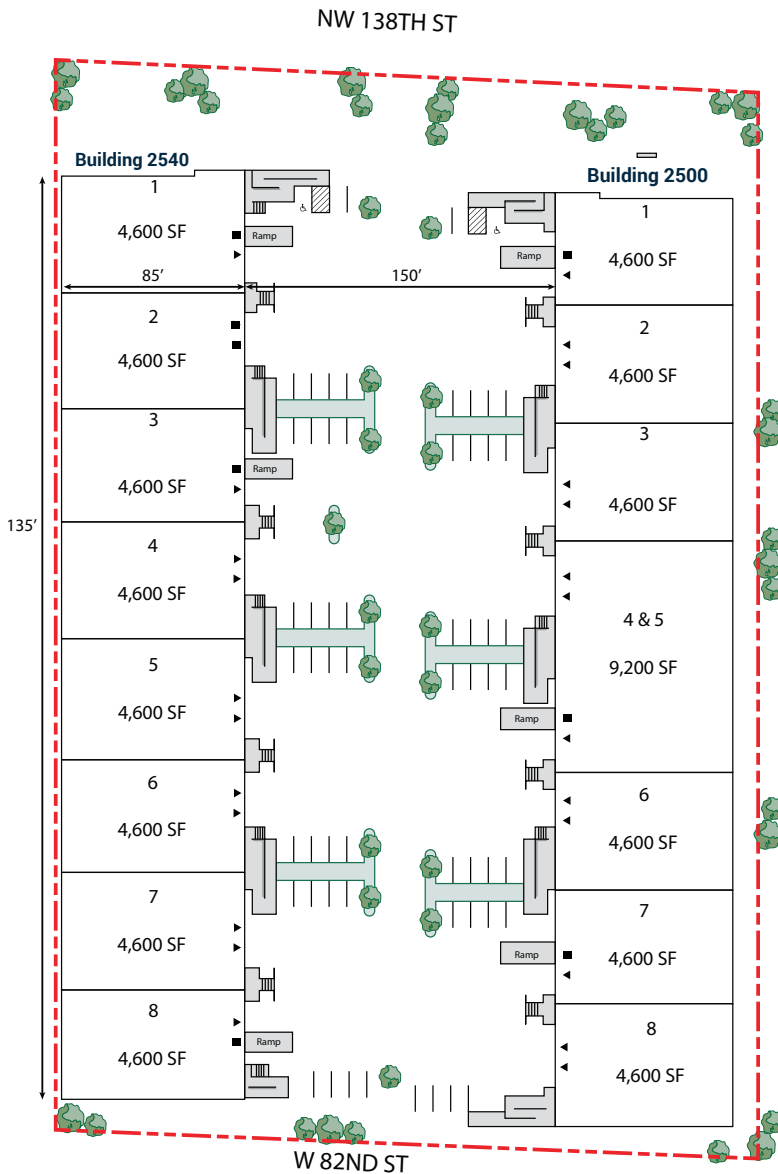 NW 138TH ST
Building 2540
1
4,600 SF
Ramp
85’
150’
2
4,600 SF
3
4,600 SF
Ramp
135’
4
4,600 SF
5
4,600 SF
6
4,600 SF
7
4,600 SF
8
4,600 SF
Ramp
Building 2500
1
4,600 SF
Ramp
2
4,600 SF
3
4,600 SF
4 & 5
9,200 SF
Ramp
6
4,600 SF
7
4,600 SF
Ramp
8
4,600 SF
W 82ND ST